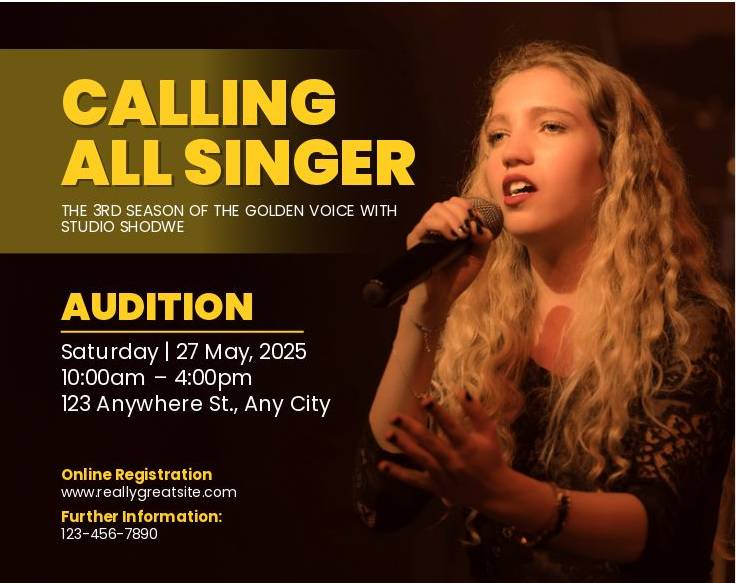 CALLING
ALL SINGER
THE 3RD SEASON OF THE GOLDEN VOICE WITH
STUDIO SHODWE
AUDITION
Saturday | 27 May, 2025
10:00am – 4:00pm
123 Anywhere St., Any City
Online Registration
www.reallygreatsite.com
Further Information:
123-456-7890